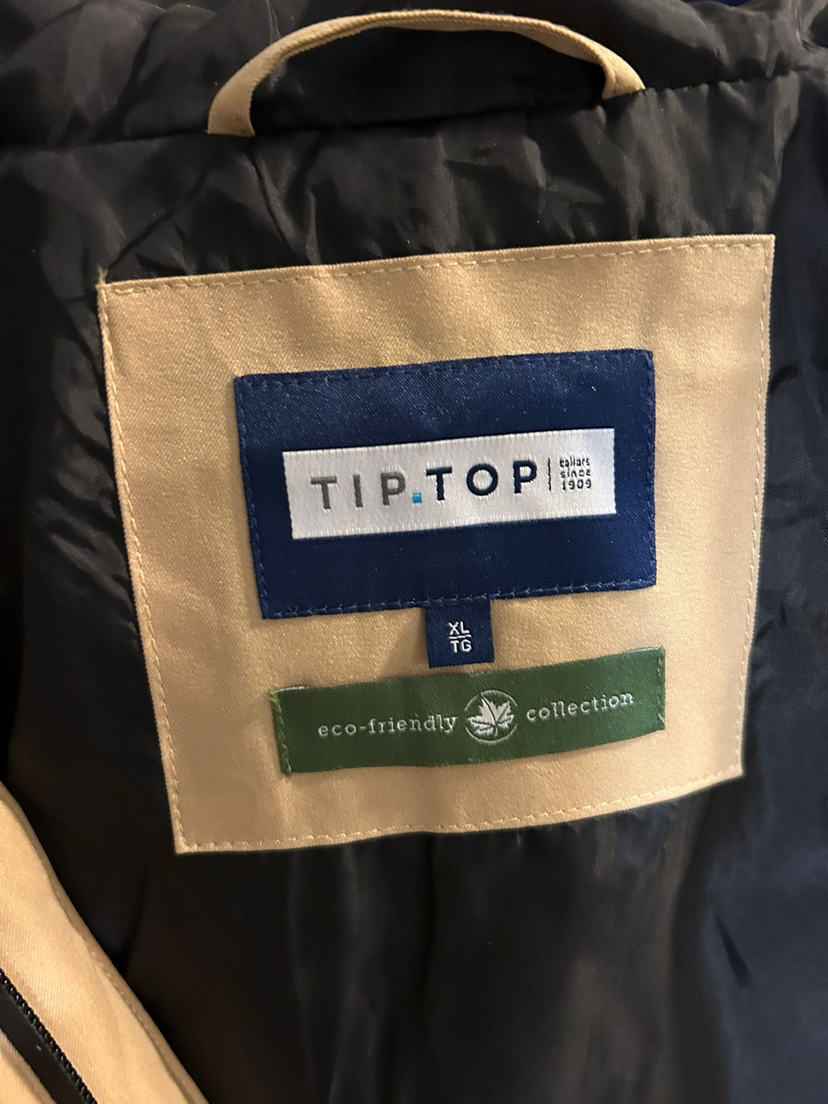 TIP.TOP
tailors
since
1909
XL
TG
eco-friendly collection